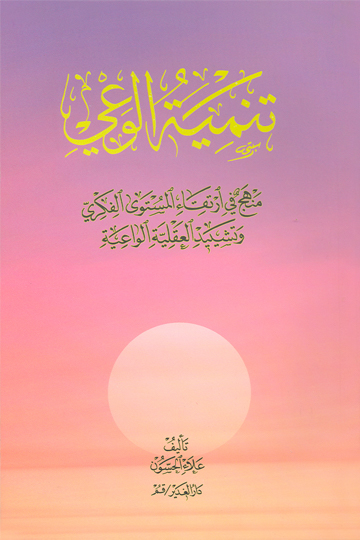 تنمية الوعي
منهج في ارتقاء المستوى الفكري
وتشييد العقلية الواعية
تأليف
علاء الحسون
دار الغدير / قم